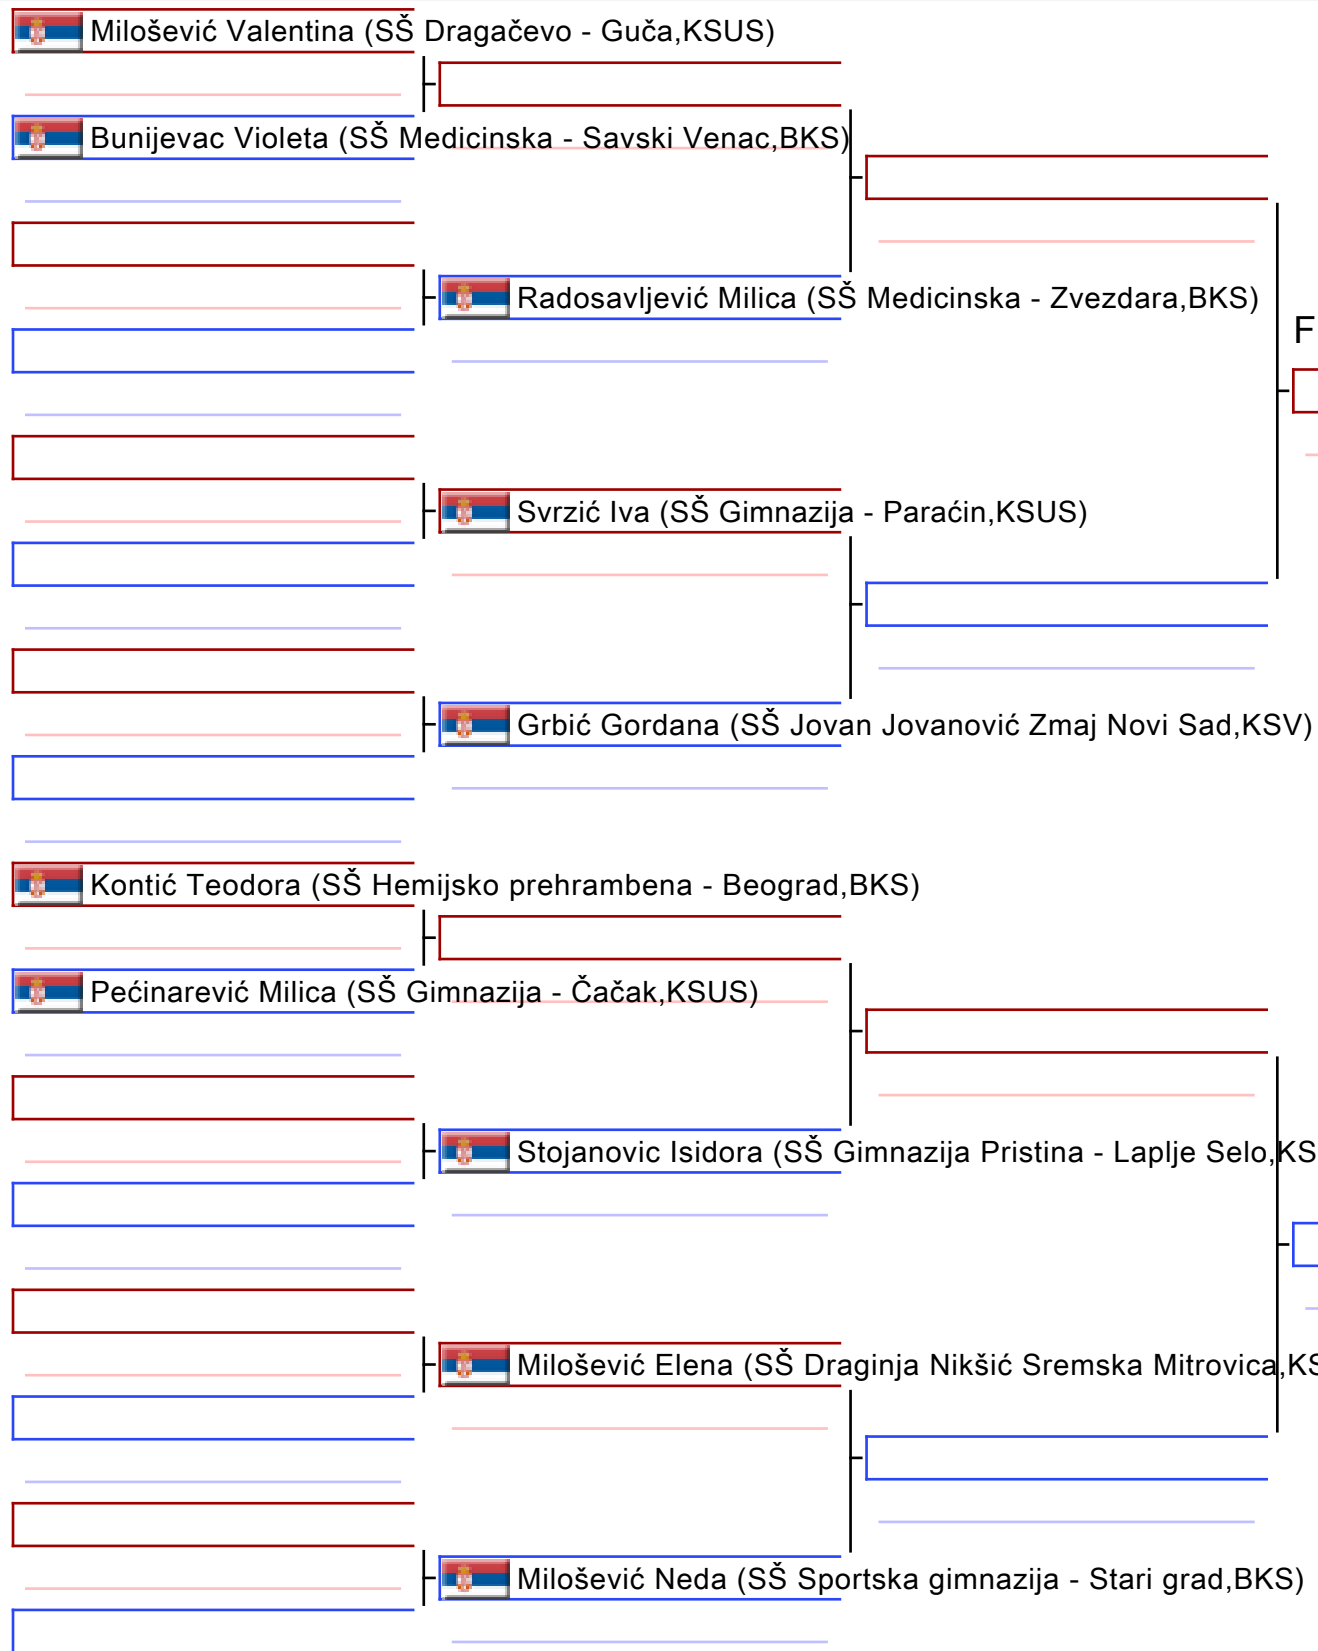 Milošević Valentina (SŠ Dragačevo - Guča,KSUS)
Bunijevac Violeta (SŠ Medicinska - Savski Venac,BKS)
Radosavljević Milica (SŠ Medicinska - Zvezdara,BKS)
F
Svrzić Iva (SŠ Gimnazija - Paraćin,KSUS)
Grbić Gordana (SŠ Jovan Jovanović Zmaj Novi Sad,KSV)
Kontić Teodora (SŠ Hemijsko prehrambena - Beograd,BKS)
Pećinarević Milica (SŠ Gimnazija - Čačak,KSUS)
Stojanovic Isidora (SŠ Gimnazija Pristina - Laplje Selo,KS
Milošević Elena (SŠ Draginja Nikšić Sremska Mitrovica,KS
Milošević Neda (SŠ Sportska gimnazija - Stari grad,BKS)